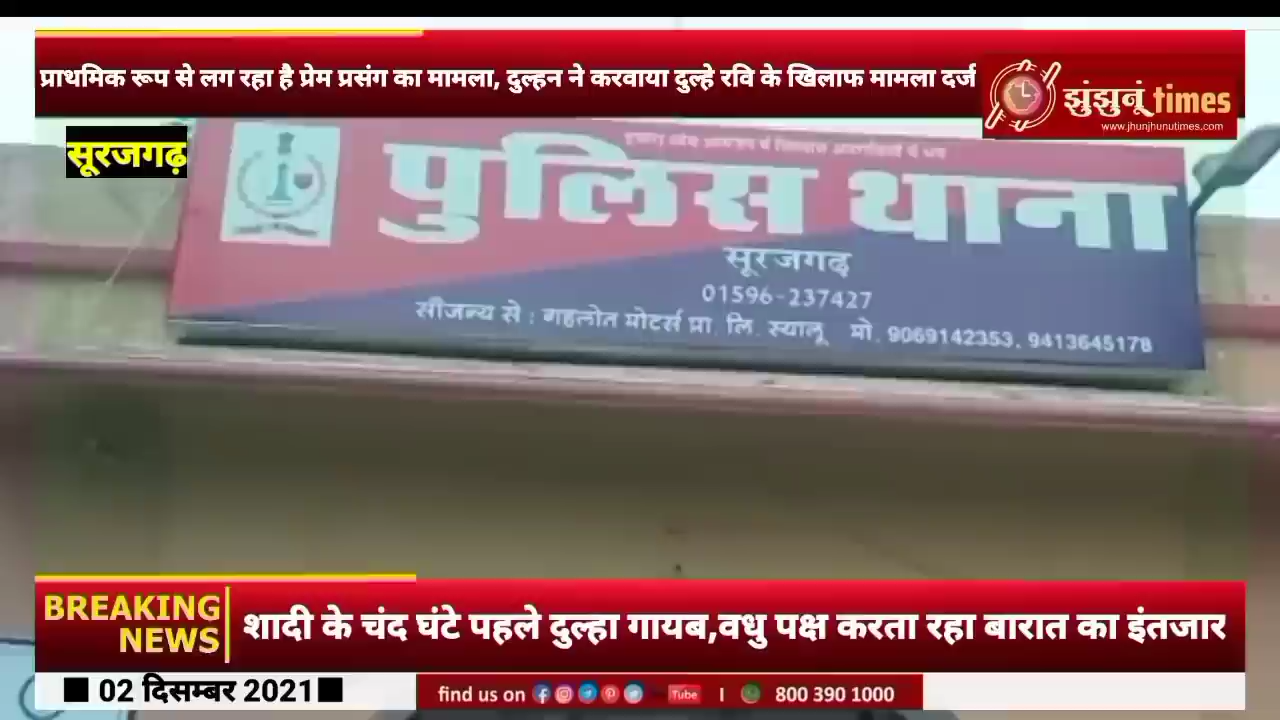 प्राथमिक रूप से लग रहा है प्रेम प्रसंग का मामला, दुल्हन ने करवाया दुल्हे रवि के खिलाफ मामला दर्ज
झुंझुनूं times
www.jhunjhunutimes.com
सूरजगढ़
पुलिस थाना
सूरजगढ़
01596-237427
सौजन्य से : गहलोत मोटर्स प्रा. लि. स्यालू मो. 9069142353, 9413645178
BREAKING
NEWS
शादी के चंद घंटे पहले दुल्हा गायब,वधु पक्ष करता रहा बारात का इंतजार
02 दिसम्बर 2021
find us on Tube I 800 390 1000